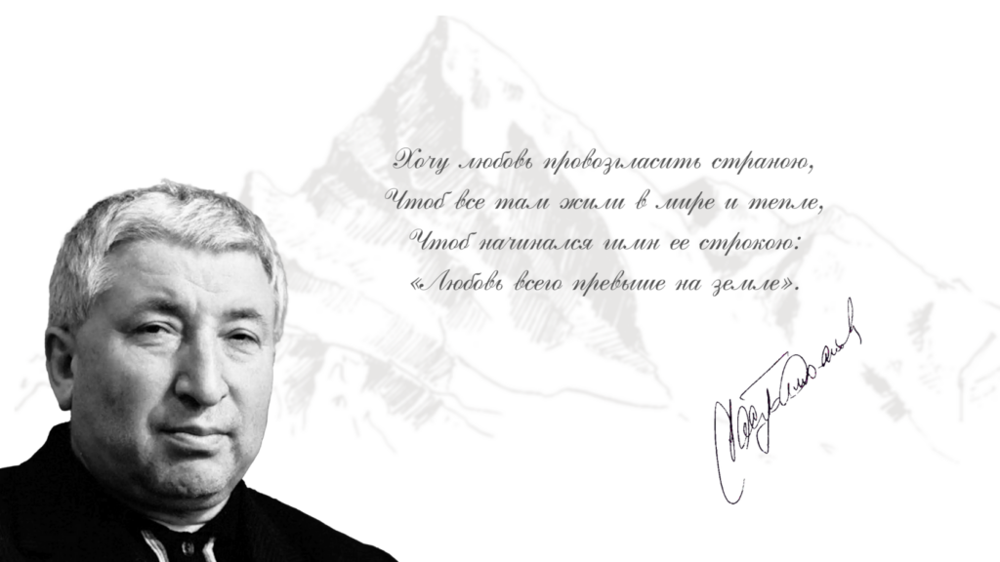 Хочу любовь провозгласить страною,
Чтоб все там жили в мире и тепле,
Чтоб начинался гимн ее строкою:
«Любовь всего превыше на земле».